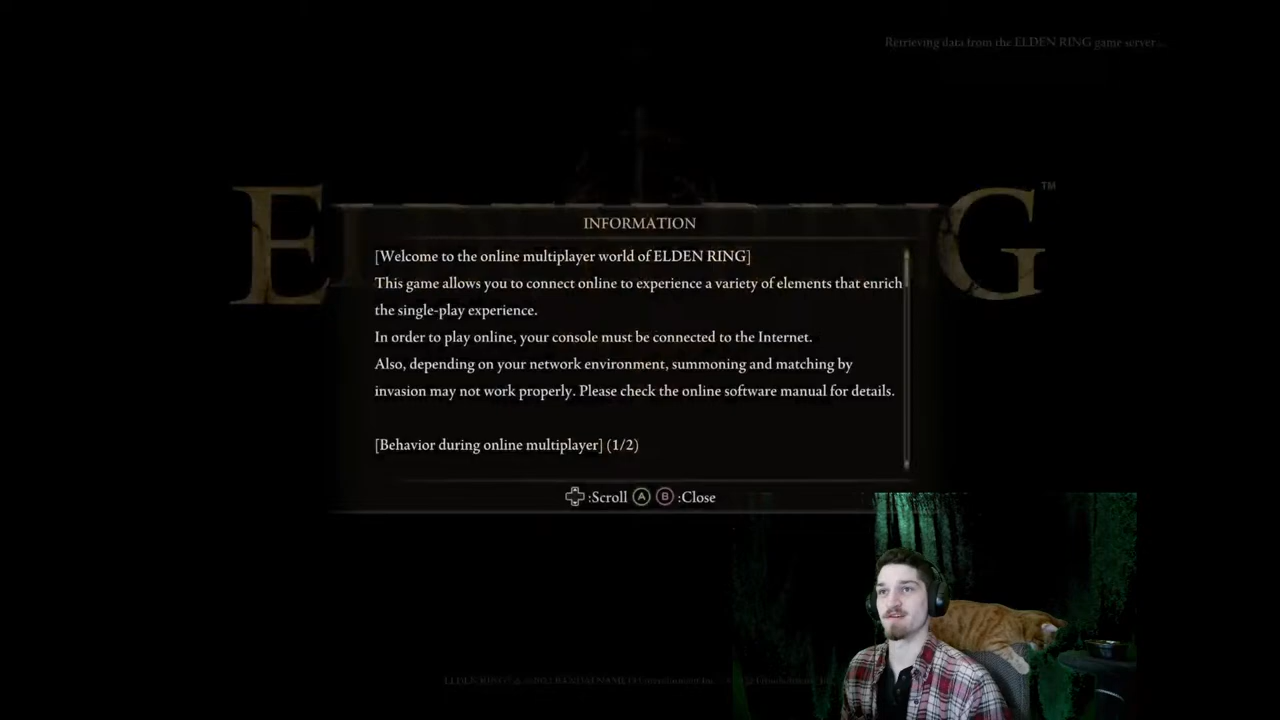 Retrieving data from the ELDEN RING game server...
E G™
INFORMATION
[Welcome to the online multiplayer world of ELDEN RING]
This game allows you to connect online to experience a variety of elements that enrich
the single-play experience.
In order to play online, your console must be connected to the Internet.
Also, depending on your network environment, summoning and matching by
invasion may not work properly. Please check the online software manual for details.
[Behavior during online multiplayer] (1/2)
:Scroll A B :Close